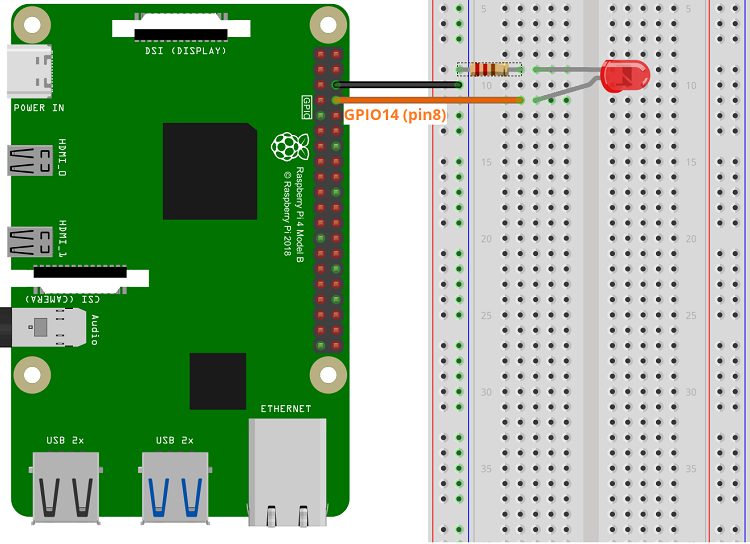 DSI (DISPLAY)
POWER IN
HDMI_0
HDMI_1
CSI (CAMERA)
Audio
USB 2x
USB 2x
ETHERNET
GPIO
Raspberry Pi 4 Model B
© Raspberry Pi 2018
GPIO14 (pin8)
5 5
10 10
15 15
20 20
25 25
30 30
35 35